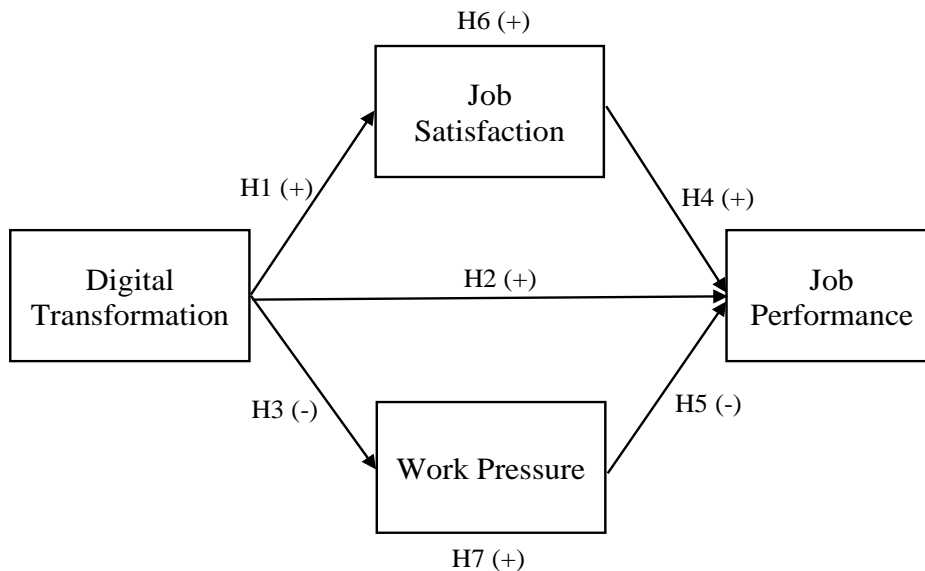 H6 (+)
Job
Satisfaction
H1 (+)
H4 (+)
Digital
Transformation
H2 (+)
Job
Performance
H3 (-)
H5 (-)
Work Pressure
H7 (+)